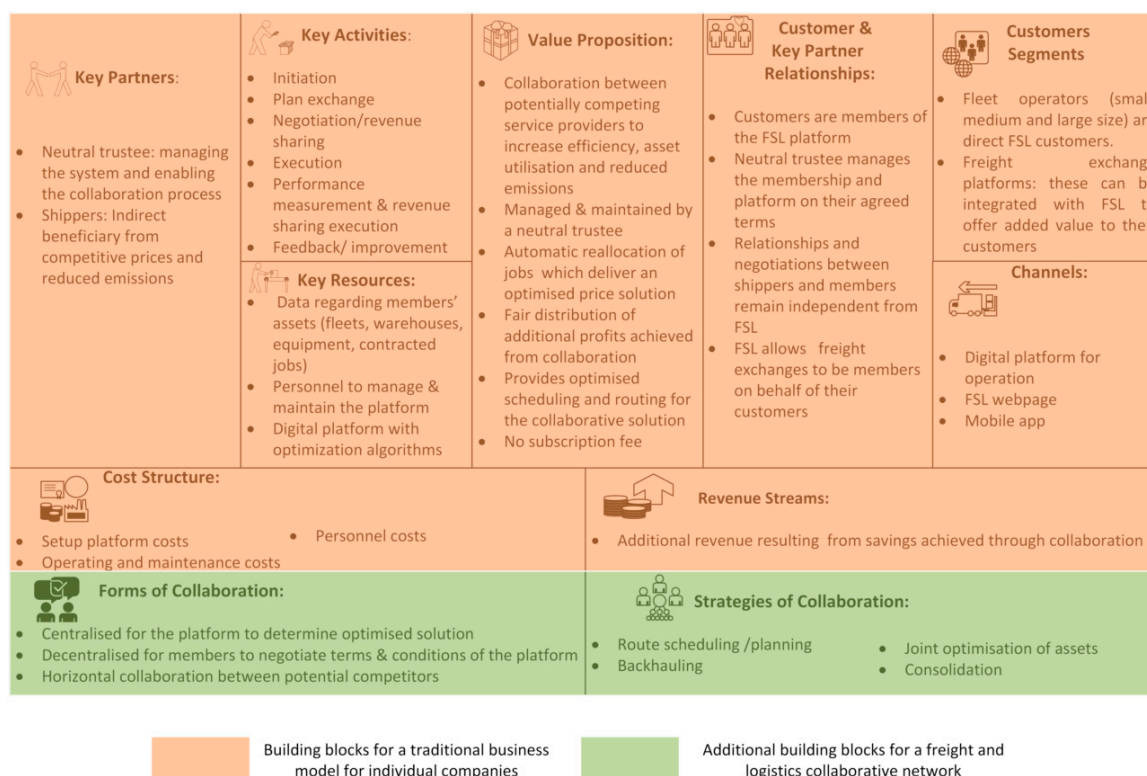 Key Partners:
Neutral trustee: managing
the system and enabling
the collaboration process
Shippers: Indirect
beneficiary from
competitive prices and
reduced emissions
Key Activities:
Initiation
Plan exchange
Negotiation/revenue
sharing
Execution
Performance
measurement & revenue
sharing execution
Feedback/ improvement
Key Resources:
Data regarding members'
assets (fleets, warehouses,
equipment, contracted
jobs)
Personnel to manage &
maintain the platform
Digital platform with
optimization algorithms
Value Proposition:
Collaboration between
potentially competing
service providers to
increase efficiency, asset
utilisation and reduced
emissions
Managed & maintained by
a neutral trustee
Automatic reallocation of
jobs which deliver an
optimised price solution
Fair distribution of
additional profits achieved
from collaboration
Provides optimised
scheduling and routing for
the collaborative solution
No subscription fee
Customer &
Key Partner
Relationships:
Customers are members of
the FSL platform
Neutral trustee manages
the membership and
platform on their agreed
terms
Relationships and
negotiations between
shippers and members
remain independent from
FSL
FSL allows freight
exchanges to be members
on behalf of their
customers
Customers
Segments
Fleet operators
medium and large size)
direct FSL customers.
Freight
platforms: these can
integrated with FSL
offer added value to
customers
Channels:
Digital platform for
operation
FSL webpage
Mobile app
Cost Structure:
Setup platform costs
Operating and maintenance costs
Personnel costs
Revenue Streams:
Additional revenue resulting from savings achieved through collaboration
Forms of Collaboration:
Centralised for the platform to determine optimised solution
Decentralised for members to negotiate terms & conditions of the platform
Horizontal collaboration between potential competitors
Strategies of Collaboration:
Route scheduling /planning
Backhauling
Joint optimisation of assets
Consolidation
Building blocks for a traditional business
model for individual companies
Additional building blocks for a freight and
logistics collaborative network